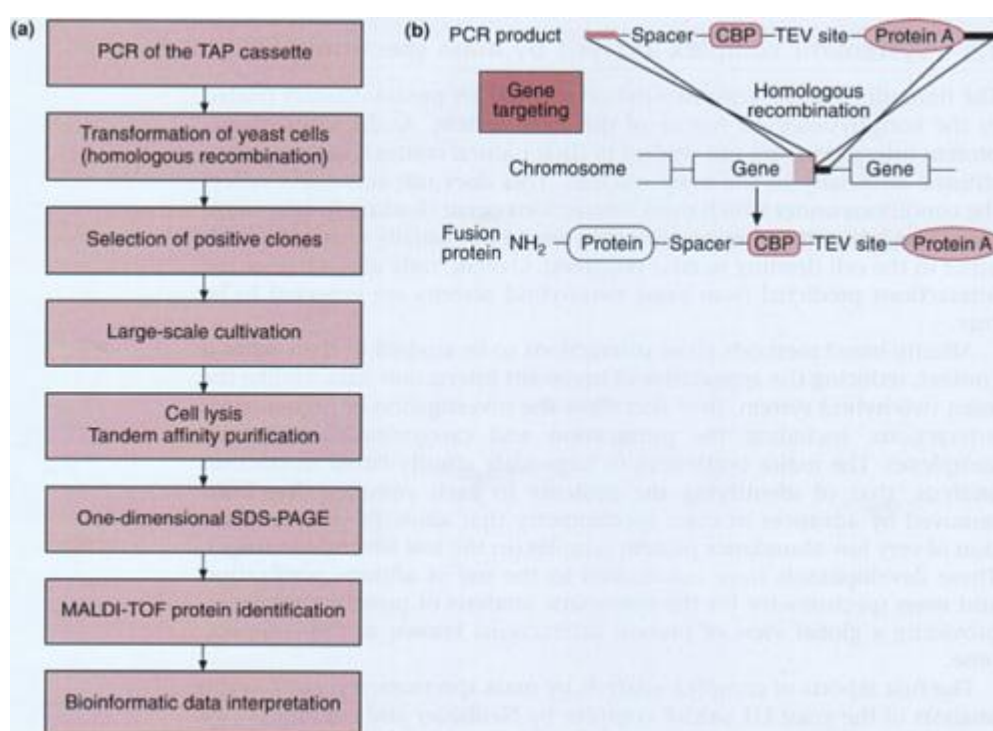 (a)
PCR of the TAP cassette
Transformation of yeast cells
(homologous recombination)
Selection of positive clones
Large-scale cultivation
Cell lysis
Tandem affinity purification
One-dimensional SDS-PAGE
MALDI-TOF protein identification
Bioinformatic data interpretation
(b)
PCR product Spacer CBP TEV site Protein A
Gene
targeting
Homologous
recombination
Chromosome Gene Gene
Fusion
protein NH2 Protein Spacer CBP TEV site Protein A